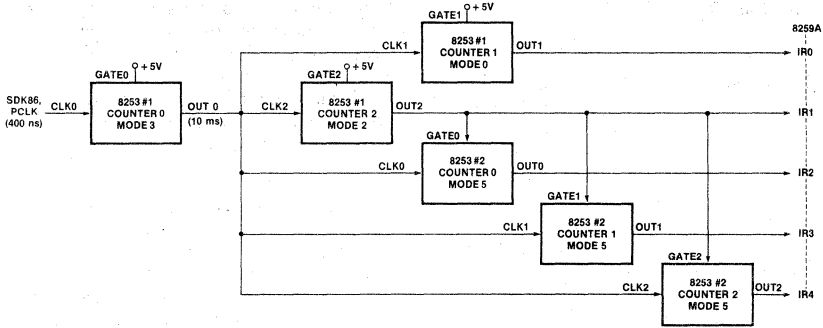 GATE1
+5V
8259A
CLK1
8253 #1
COUNTER 1
MODE 0
OUT1
IR0
GATE0
+5V
GATE2
+5V
SDK86,
PCLK
(400 ns)
CLK0
8253 #1
COUNTER 0
MODE 3
OUT 0
(10 ms)
CLK2
8253 #1
COUNTER 2
MODE 2
OUT2
IR1
GATE0
CLK0
8253 #2
COUNTER 0
MODE 5
OUT0
IR2
GATE1
CLK1
8253 #2
COUNTER 1
MODE 5
OUT1
IR3
GATE2
CLK2
8253 #2
COUNTER 2
MODE 5
OUT2
IR4